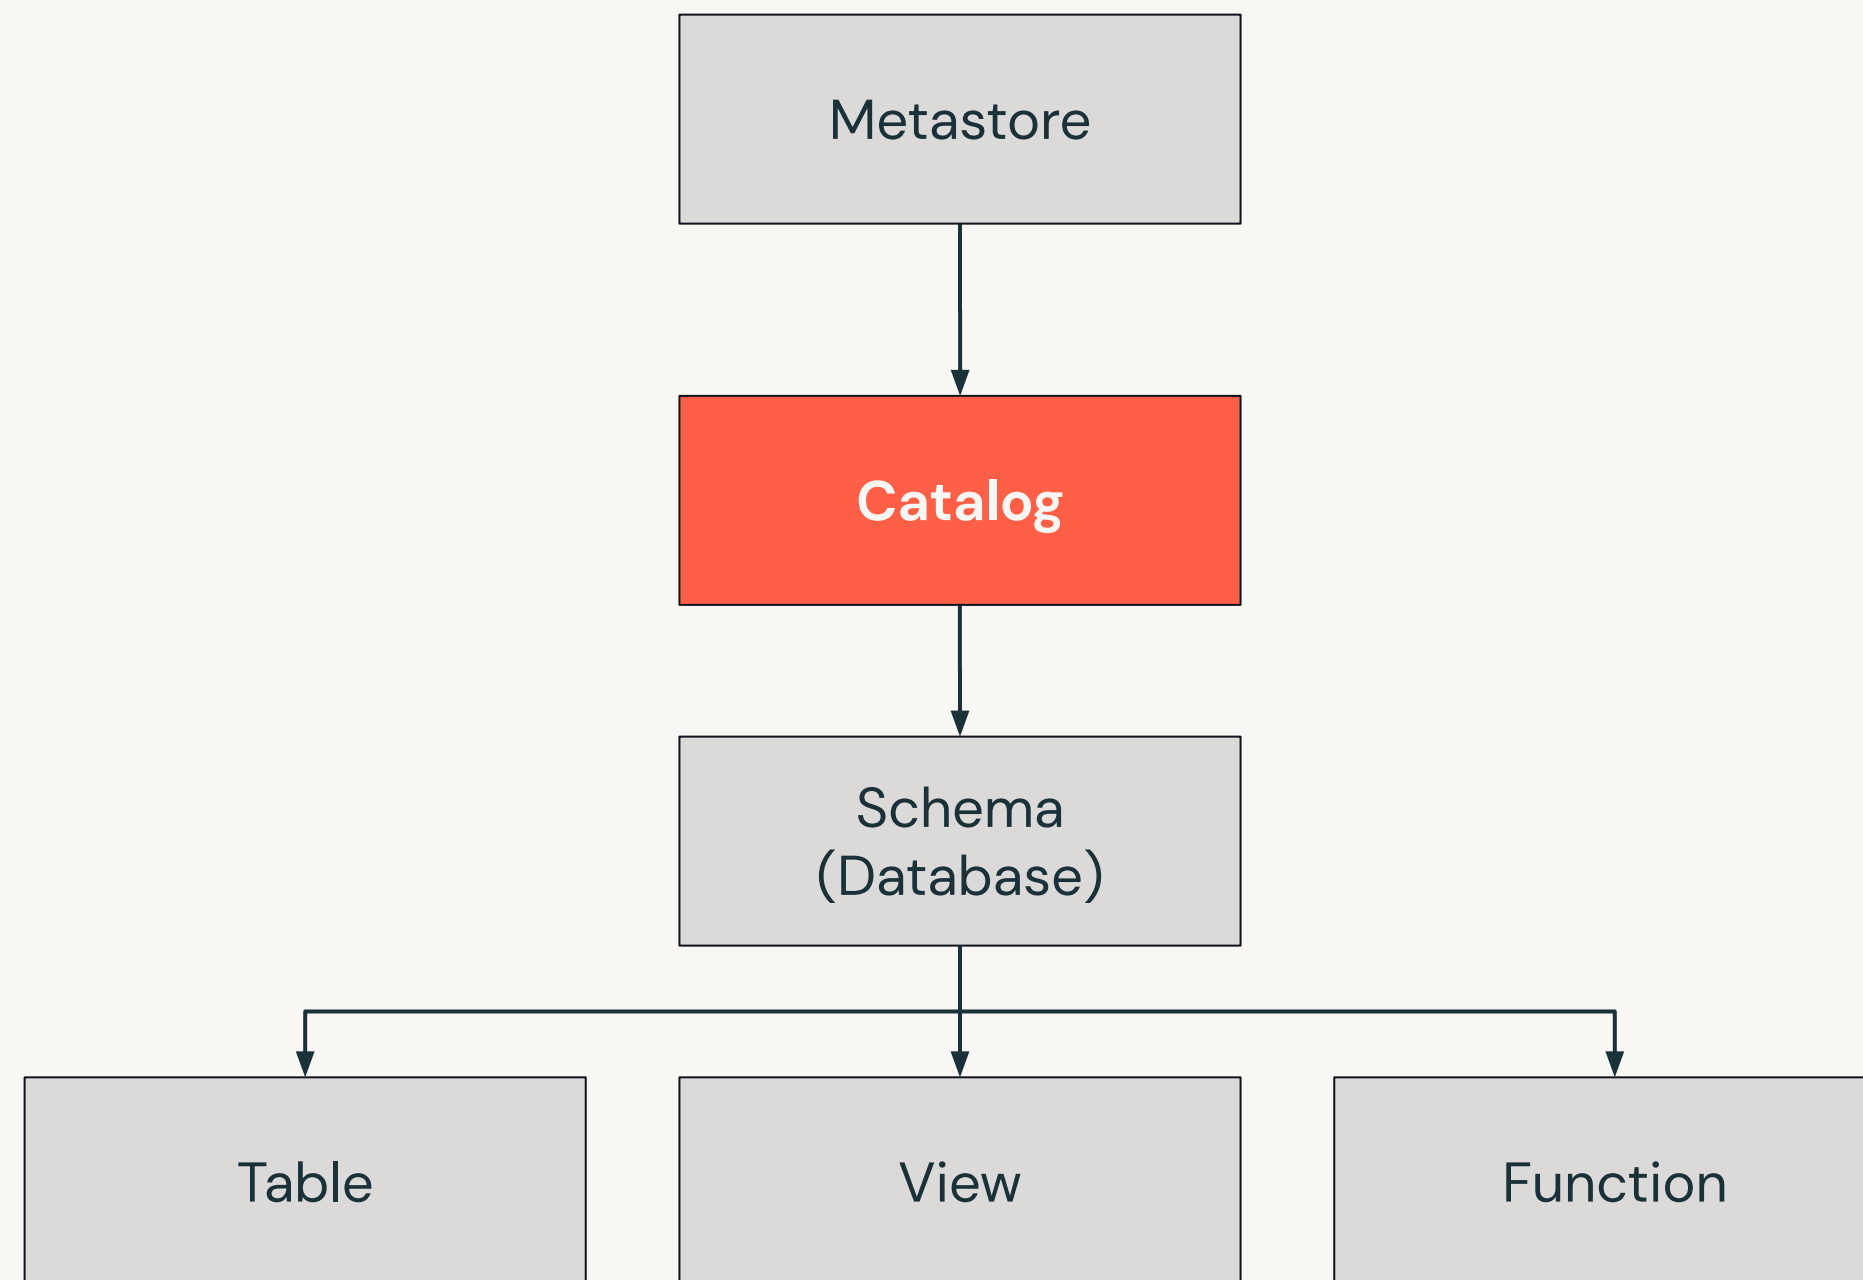 Metastore
Catalog
Schema
(Database)
Table
View
Function